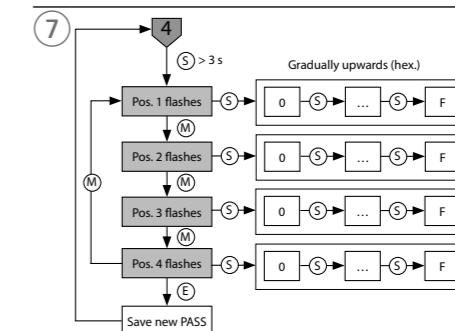 7
4
S > 3 s
Gradually upwards (hex.)
Pos. 1 flashes S 0 S ... S F
M
Pos. 2 flashes S 0 S ... S F
M M
Pos. 3 flashes S 0 S ... S F
M
Pos. 4 flashes S 0 S ... S F
E
Save new PASS